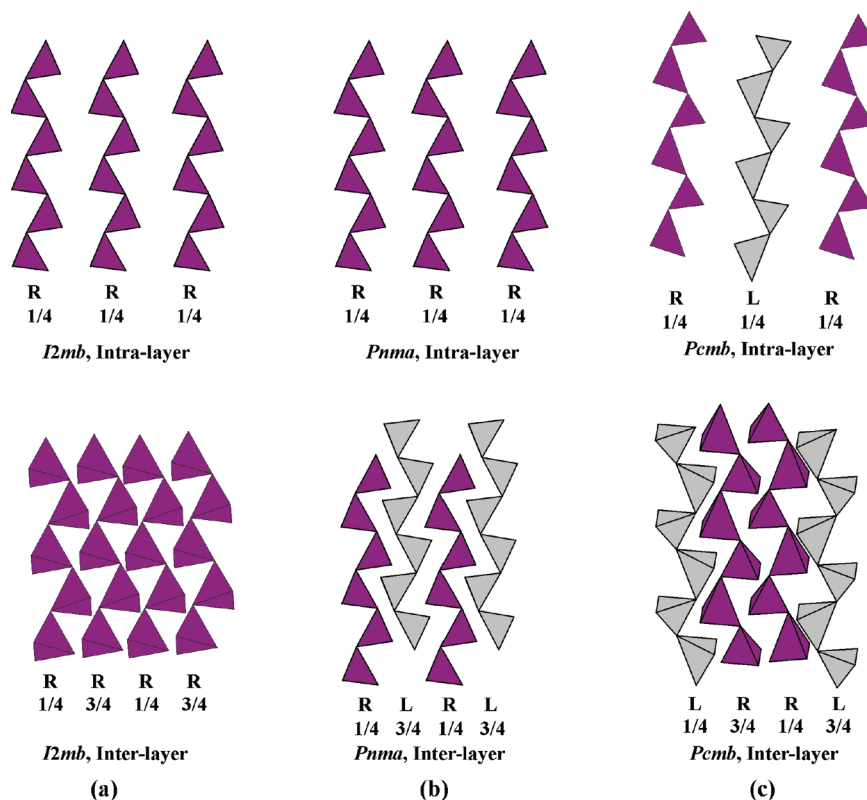 R R R
1/4 1/4 1/4
I2mb, Intra-layer
R R R
1/4 1/4 1/4
Pnma, Intra-layer
R L R
1/4 1/4 1/4
Pcmb, Intra-layer
R R R R
1/4 3/4 1/4 3/4
I2mb, Inter-layer
(a)
R L R L
1/4 3/4 1/4 3/4
Pnma, Inter-layer
(b)
L R R L
1/4 3/4 1/4 3/4
Pcmb, Inter-layer
(c)